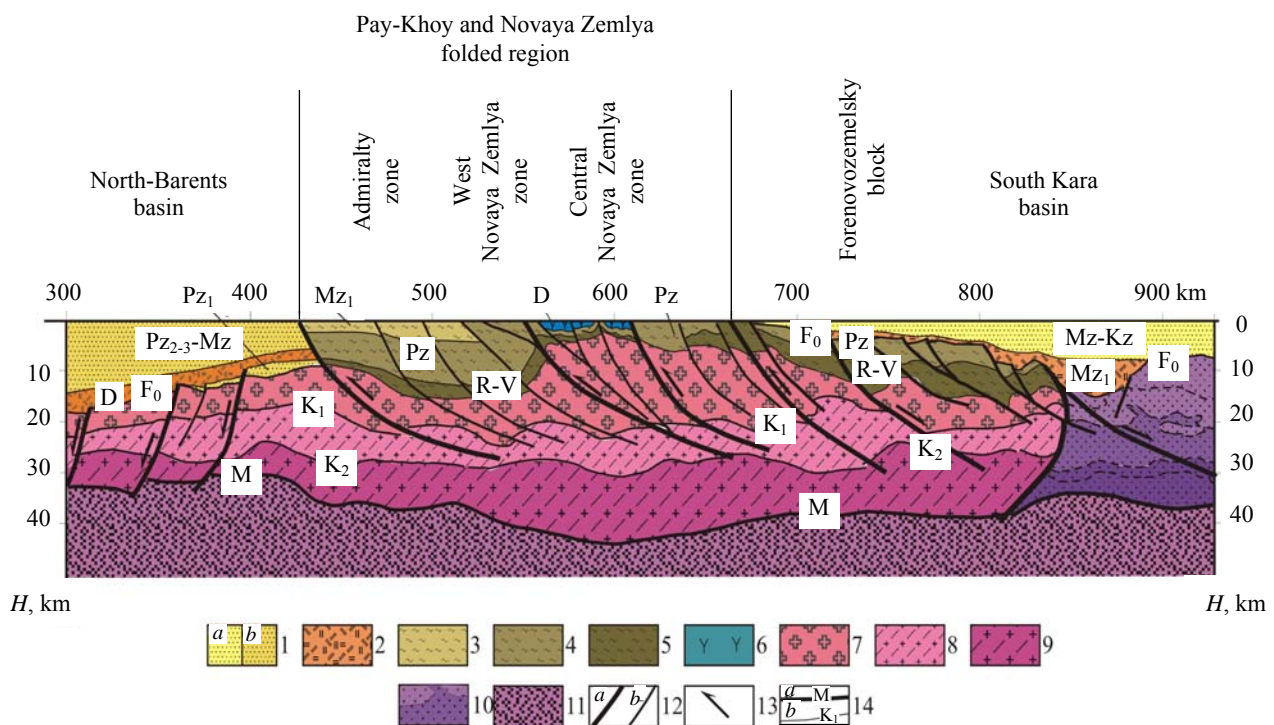 Pay-Khoy and Novaya Zemlya
folded region
North-Barents
basin
Admiralty
zone
West
Novaya Zemlya
zone
Central
Novaya Zemlya
zone
Forenovozemelsky
block
South Kara
basin
300 Pz₁ 400 Mz₁ 500 D 600 Pz 700 800 900 km
0
Pz₂₋₃-Mz Pz F₀ Pz Mz-Kz F₀
10 D F₀ R-V R-V Mz₁ 10
20 K₁ K₁ K₂ 20
30 M K₂ 30
40 M 40
H, km H, km
a b 1 2 3 4 5 6 7 8 9
10 11 a b 12 13 a M b K₁ 14